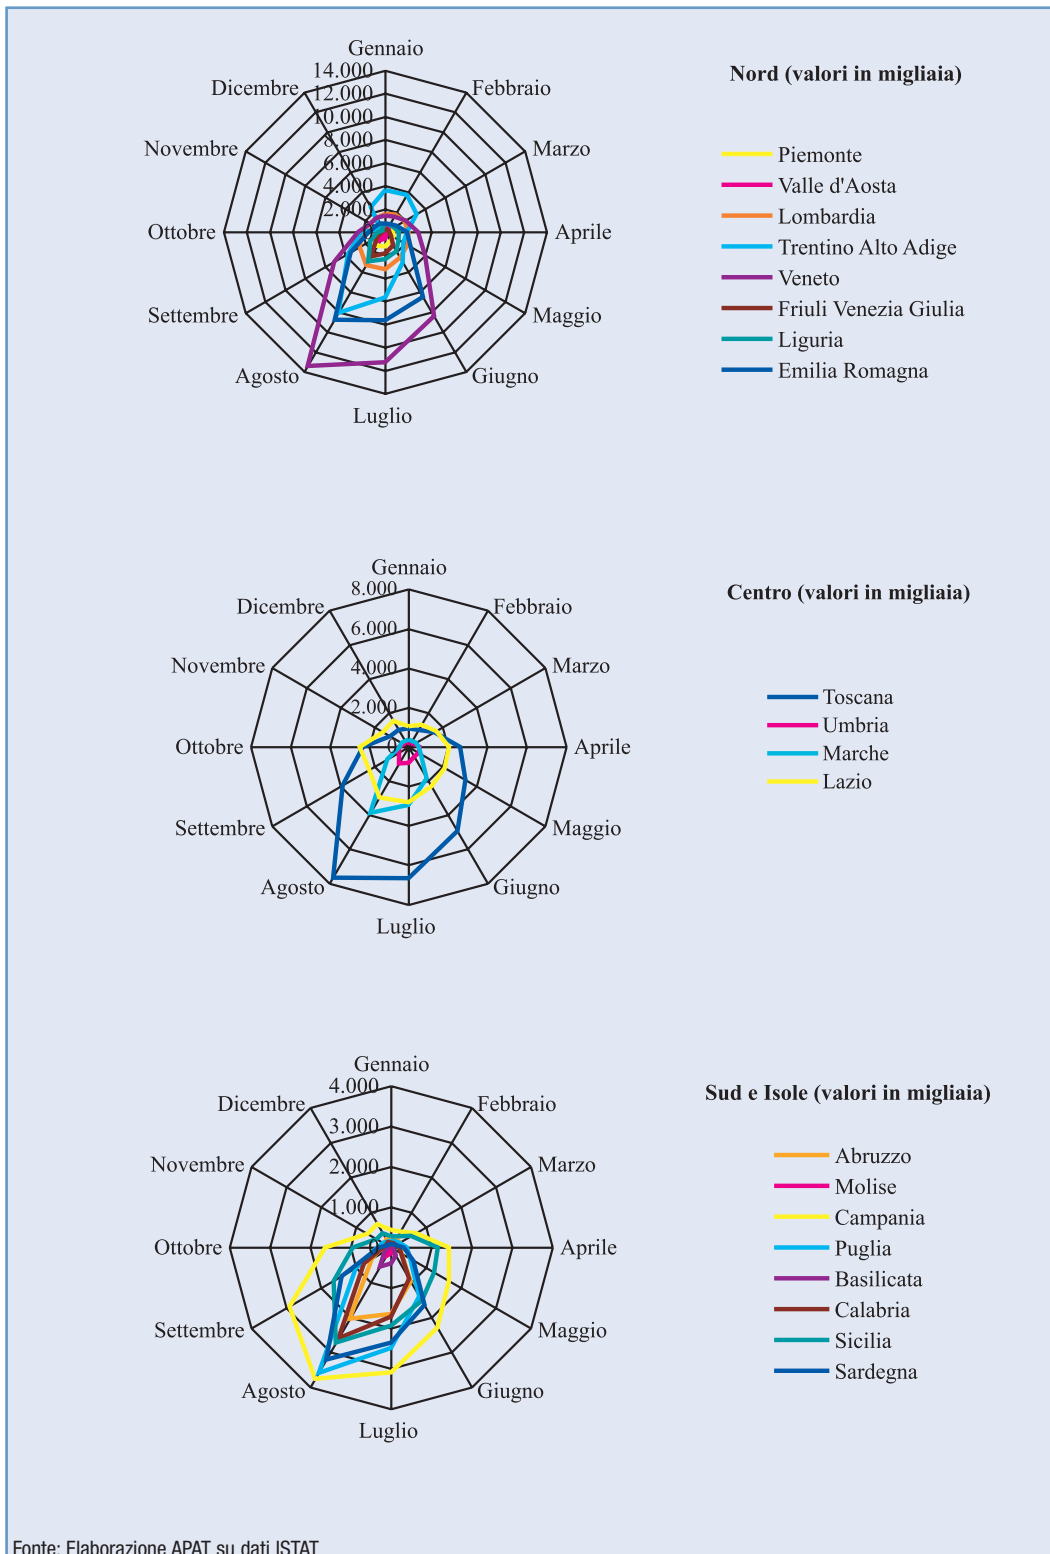 Nord (valori in migliaia)
Gennaio
Febbraio
Marzo
Aprile
Maggio
Giugno
Luglio
Agosto
Settembre
Ottobre
Novembre
Dicembre
14.000
12.000
10.000
8.000
6.000
4.000
2.000
Piemonte
Valle d'Aosta
Lombardia
Trentino Alto Adige
Veneto
Friuli Venezia Giulia
Liguria
Emilia Romagna
Centro (valori in migliaia)
Gennaio
Febbraio
Marzo
Aprile
Maggio
Giugno
Luglio
Agosto
Settembre
Ottobre
Novembre
Dicembre
8.000
6.000
4.000
2.000
0
Toscana
Umbria
Marche
Lazio
Sud e Isole (valori in migliaia)
Gennaio
Febbraio
Marzo
Aprile
Maggio
Giugno
Luglio
Agosto
Settembre
Ottobre
Novembre
Dicembre
4.000
3.000
2.000
1.000
0
Abruzzo
Molise
Campania
Puglia
Basilicata
Calabria
Sicilia
Sardegna
Fonte: Elaborazione APAT su dati ISTAT